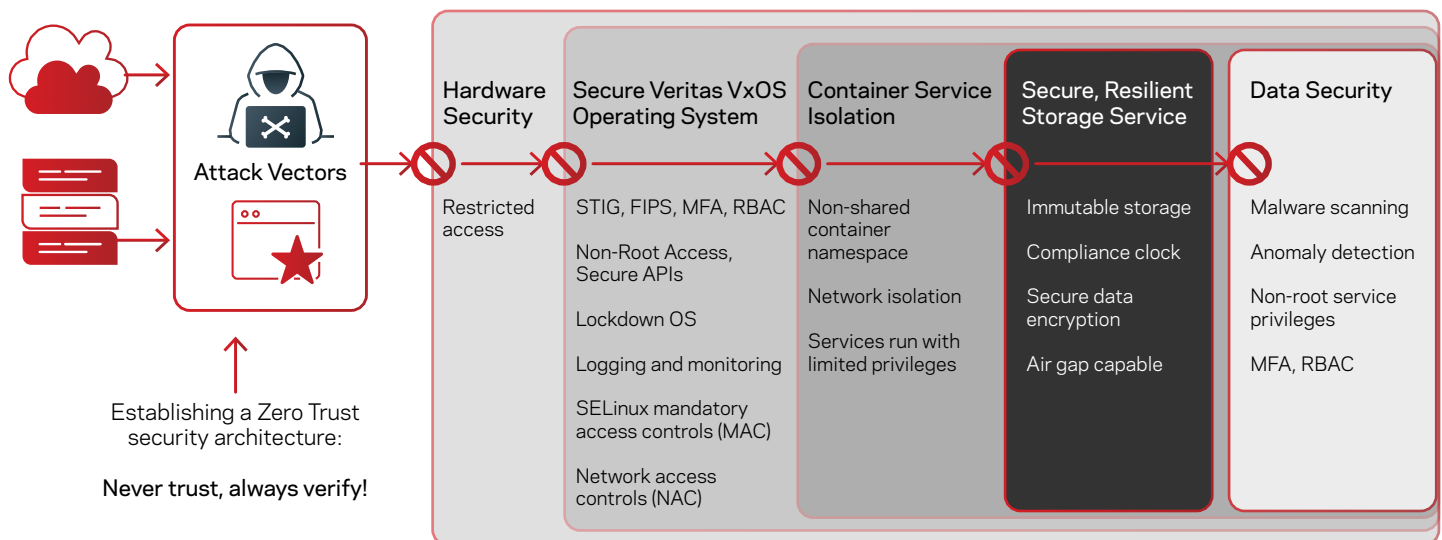 Attack Vectors
Establishing a Zero Trust
security architecture:
Never trust, always verify!
Hardware
Security
Restricted
access
Secure Veritas VxOS
Operating System
STIG, FIPS, MFA, RBAC
Non-Root Access,
Secure APIs
Lockdown OS
Logging and monitoring
SELinux mandatory
access controls (MAC)
Network access
controls (NAC)
Container Service
Isolation
Non-shared
container
namespace
Network isolation
Services run with
limited privileges
Secure, Resilient
Storage Service
Immutable storage
Compliance clock
Secure data
encryption
Air gap capable
Data Security
Malware scanning
Anomaly detection
Non-root service
privileges
MFA, RBAC